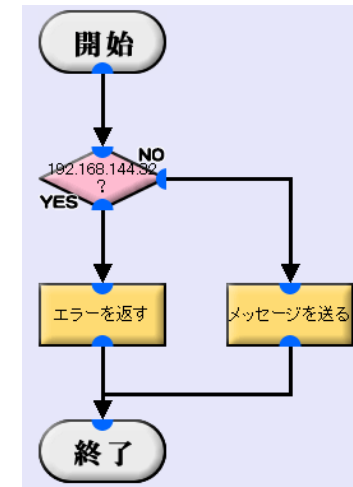 開始
192.168.144.32
?
NO
YES
エラーを返す
メッセージを送る
終了